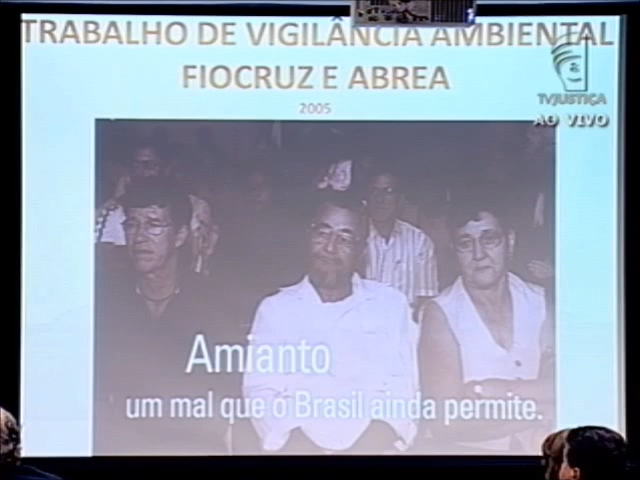 TRABALHO DE VIGILÂNCIA AMBIENTAL
FIOCRUZ E ABREA
2005
TVJUSTIÇA
AO VIVO
Amianto
um mal que o Brasil ainda permite.